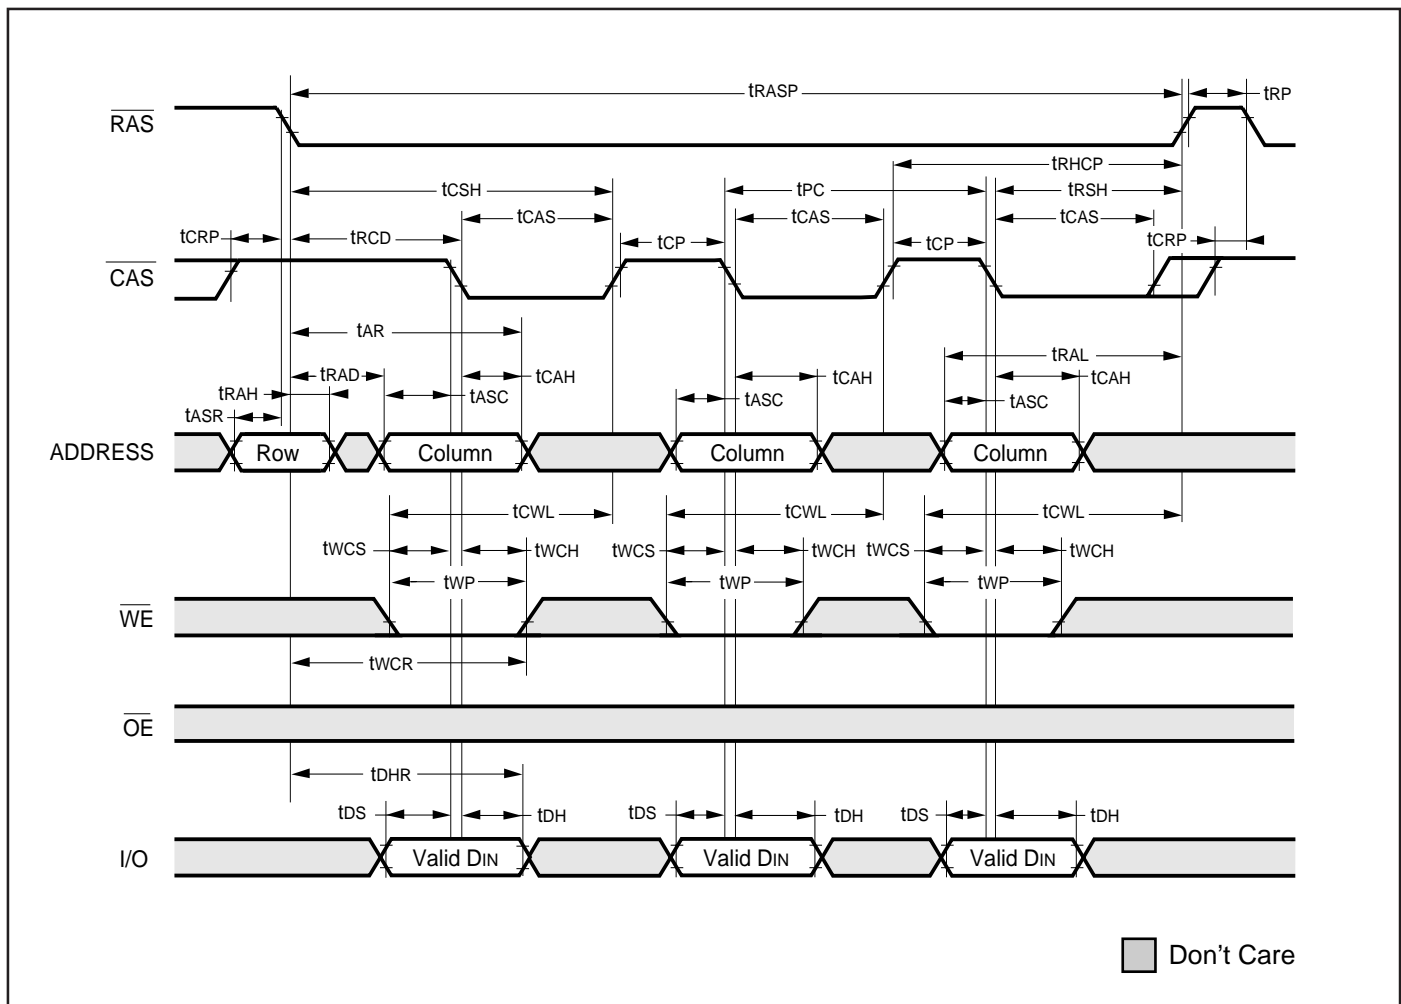 tRASP
tRP
RAS
tRHCP
tCSH
tPC
tRSH
tCAS
tCAS
tCAS
tCRP
tRCD
tCP
tCP
tCRP
CAS
tAR
tRAL
tRAD
tRAH
tCAH
tCAH
tCAH
tASR
tASC
tASC
tASC
ADDRESS
Row
Column
Column
Column
tCWL
tCWL
tCWL
tWCS
tWCH
tWCS
tWCH
tWCS
tWCH
tWP
tWP
tWP
WE
tWCR
OE
tDHR
tDS
tDH
tDS
tDH
tDS
tDH
I/O
Valid DIN
Valid DIN
Valid DIN
Don't Care